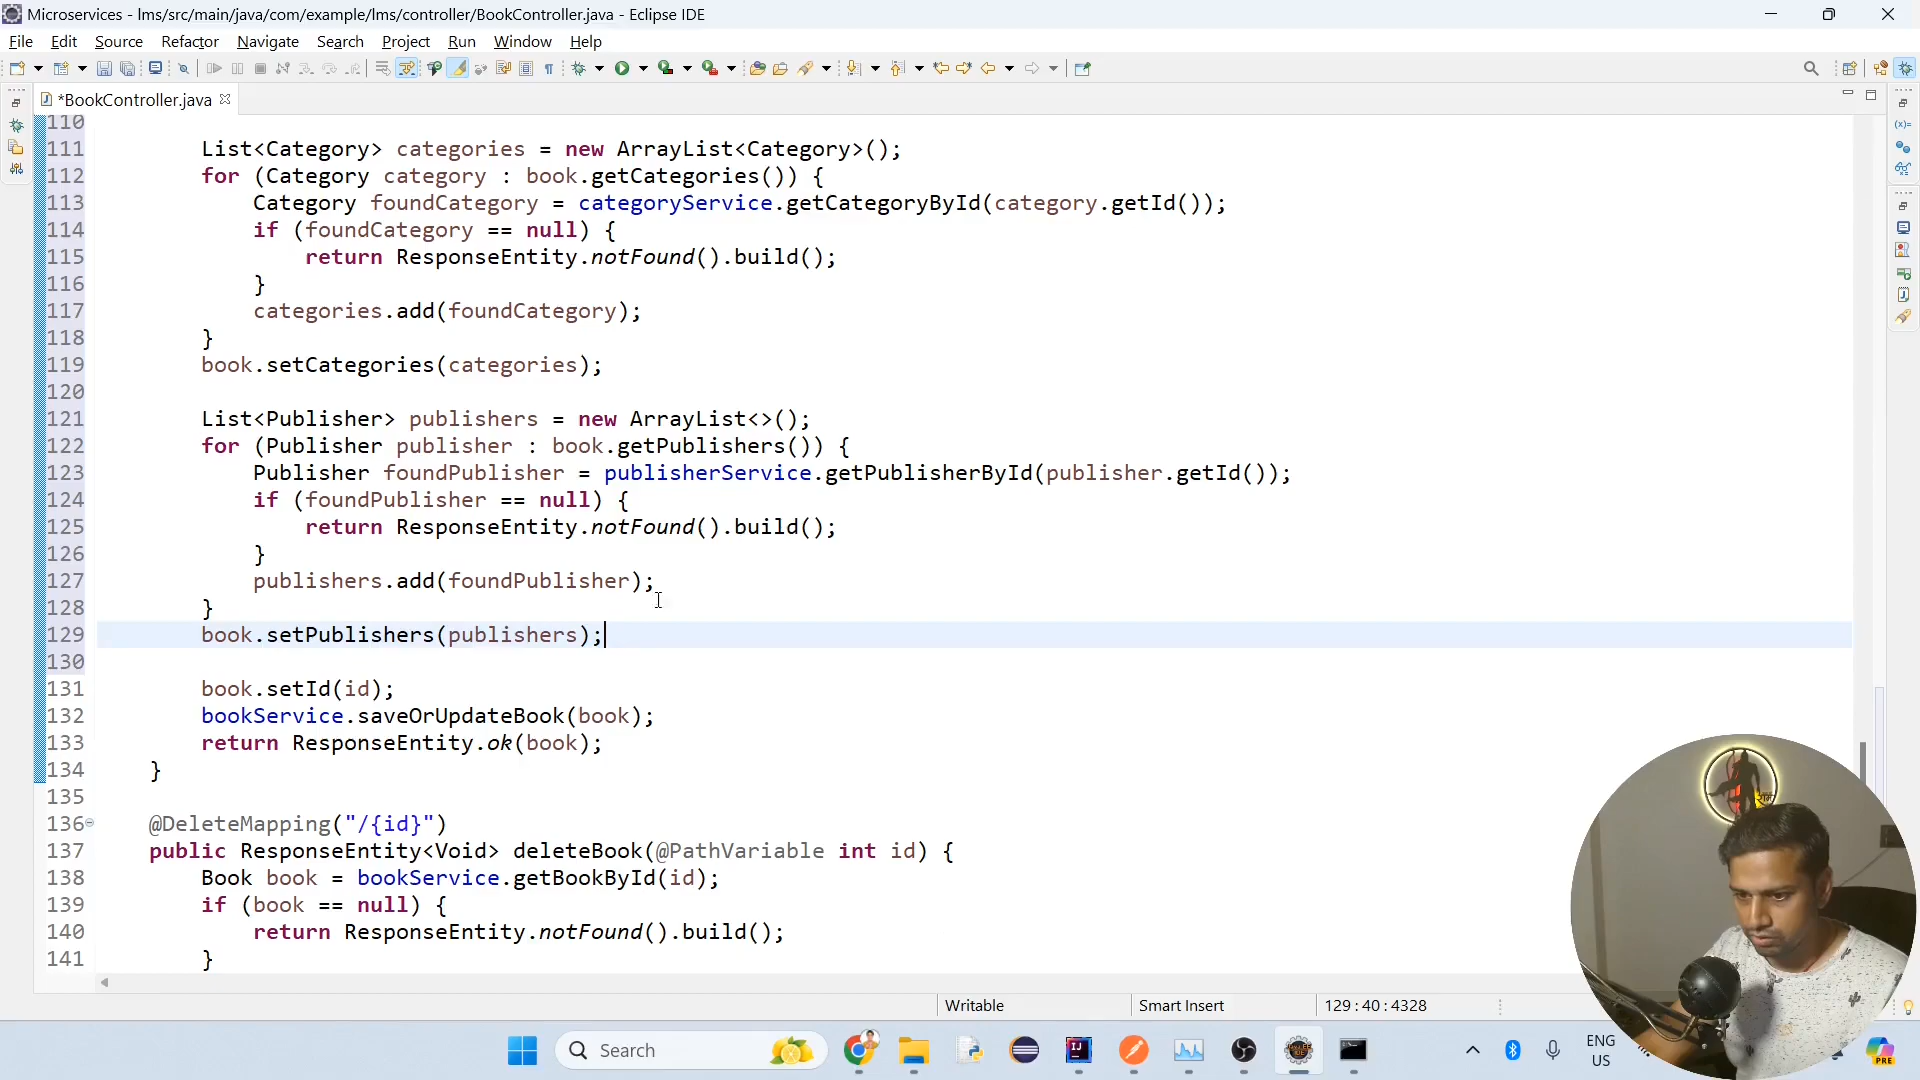 Microservices - lms/src/main/java/com/example/lms/controller/BookController.java - Eclipse IDE
File Edit Source Refactor Navigate Search Project Run Window Help
*BookController.java
110
111 List<Category> categories = new ArrayList<Category>();
112 for (Category category : book.getCategories()) {
113 Category foundCategory = categoryService.getCategoryById(category.getId());
114 if (foundCategory == null) {
115 return ResponseEntity.notFound().build();
116 }
117 categories.add(foundCategory);
118 }
119 book.setCategories(categories);
120
121 List<Publisher> publishers = new ArrayList<>();
122 for (Publisher publisher : book.getPublishers()) {
123 Publisher foundPublisher = publisherService.getPublisherById(publisher.getId());
124 if (foundPublisher == null) {
125 return ResponseEntity.notFound().build();
126 }
127 publishers.add(foundPublisher);
128 }
129 book.setPublishers(publishers);
130
131 book.setId(id);
132 bookService.saveOrUpdateBook(book);
133 return ResponseEntity.ok(book);
134 }
135
136 @DeleteMapping("/{id}")
137 public ResponseEntity<Void> deleteBook(@PathVariable int id) {
138 Book book = bookService.getBookById(id);
139 if (book == null) {
140 return ResponseEntity.notFound().build();
141 }
Writable Smart Insert 129 : 40 : 4328
Search
ENG
US
PRE